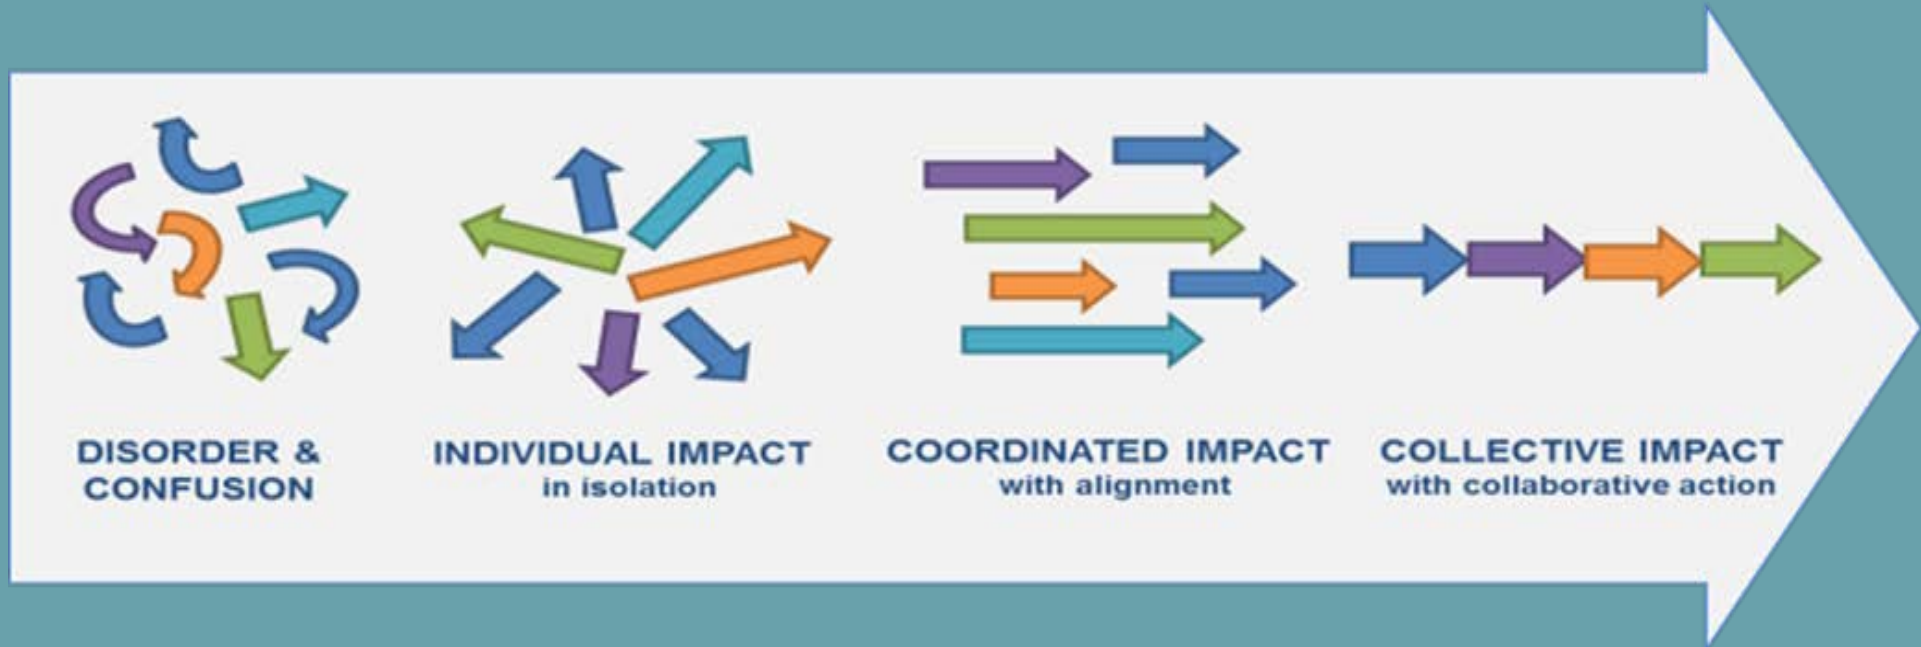 DISORDER &
CONFUSION
INDIVIDUAL IMPACT
in isolation
COORDINATED IMPACT
with alignment
COLLECTIVE IMPACT
with collaborative action